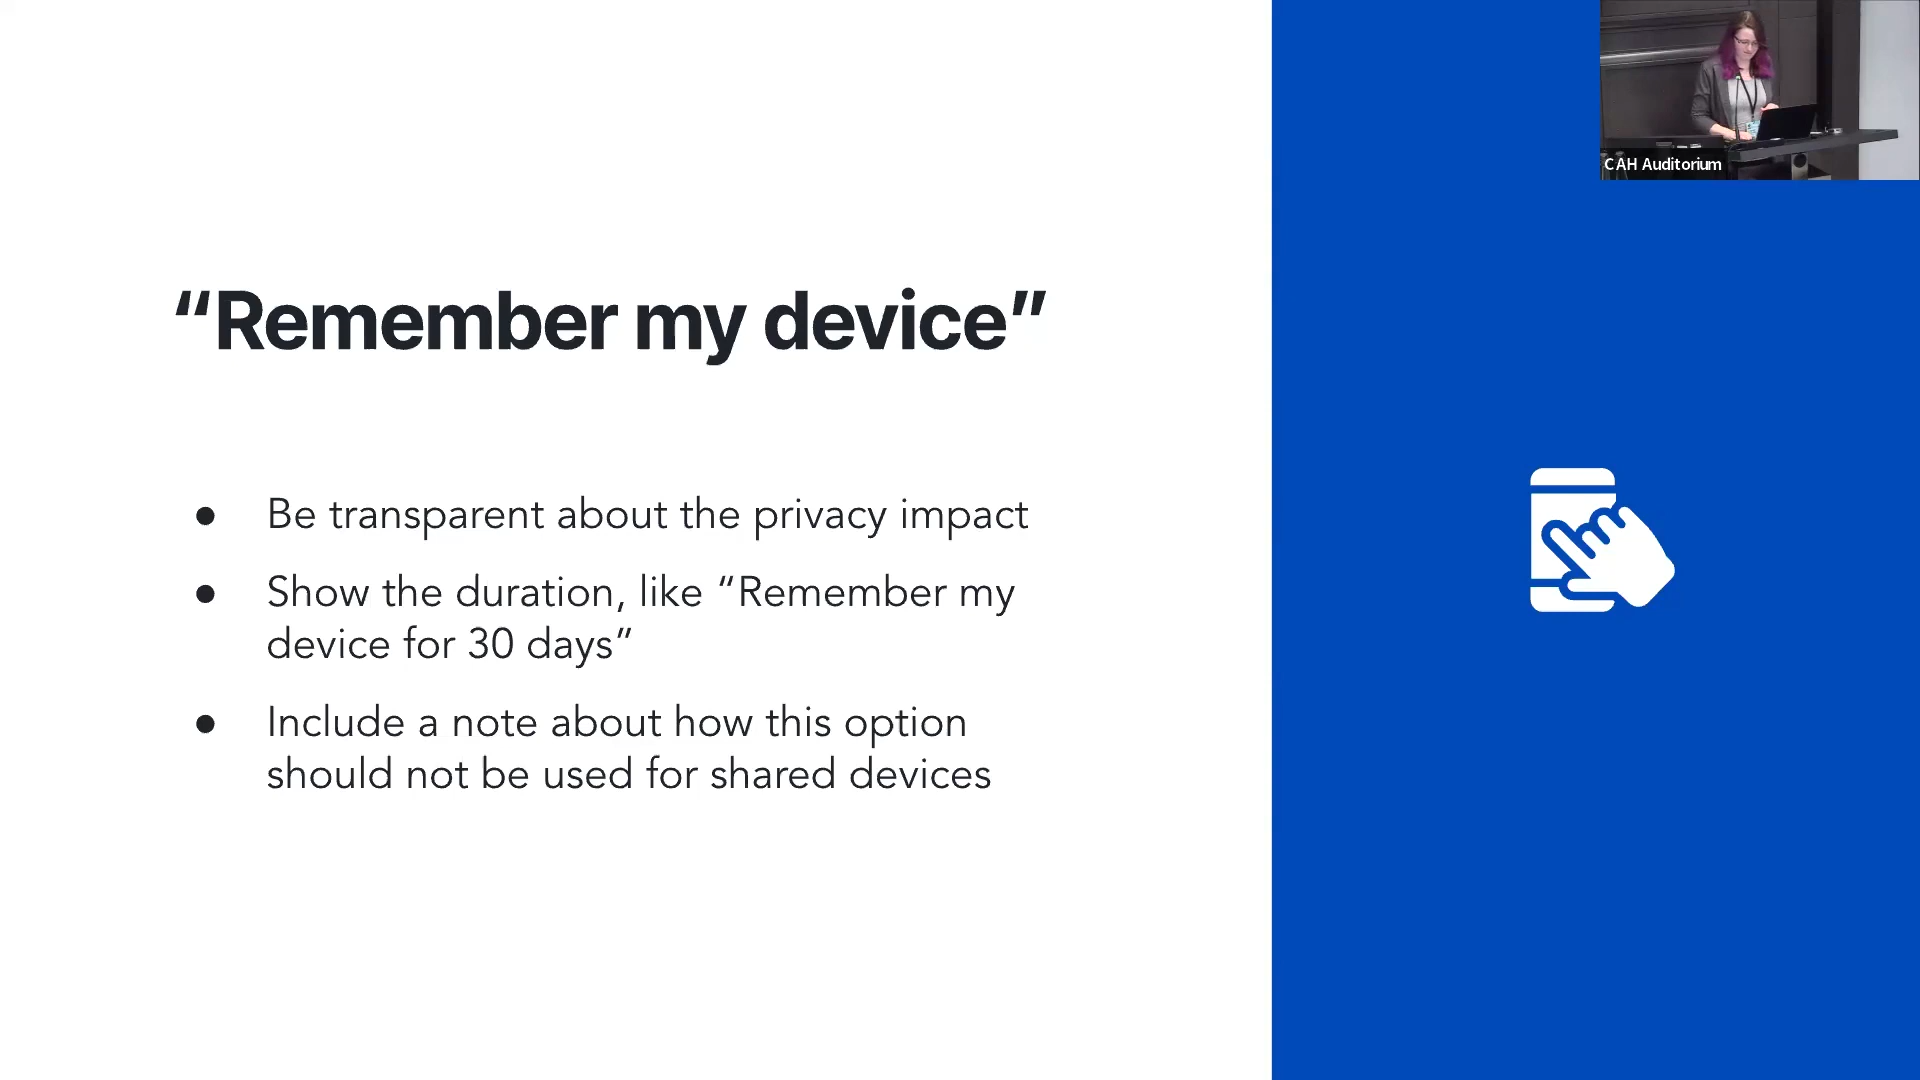 CAH Auditorium
“Remember my device”
● Be transparent about the privacy impact
● Show the duration, like “Remember my
device for 30 days”
● Include a note about how this option
should not be used for shared devices